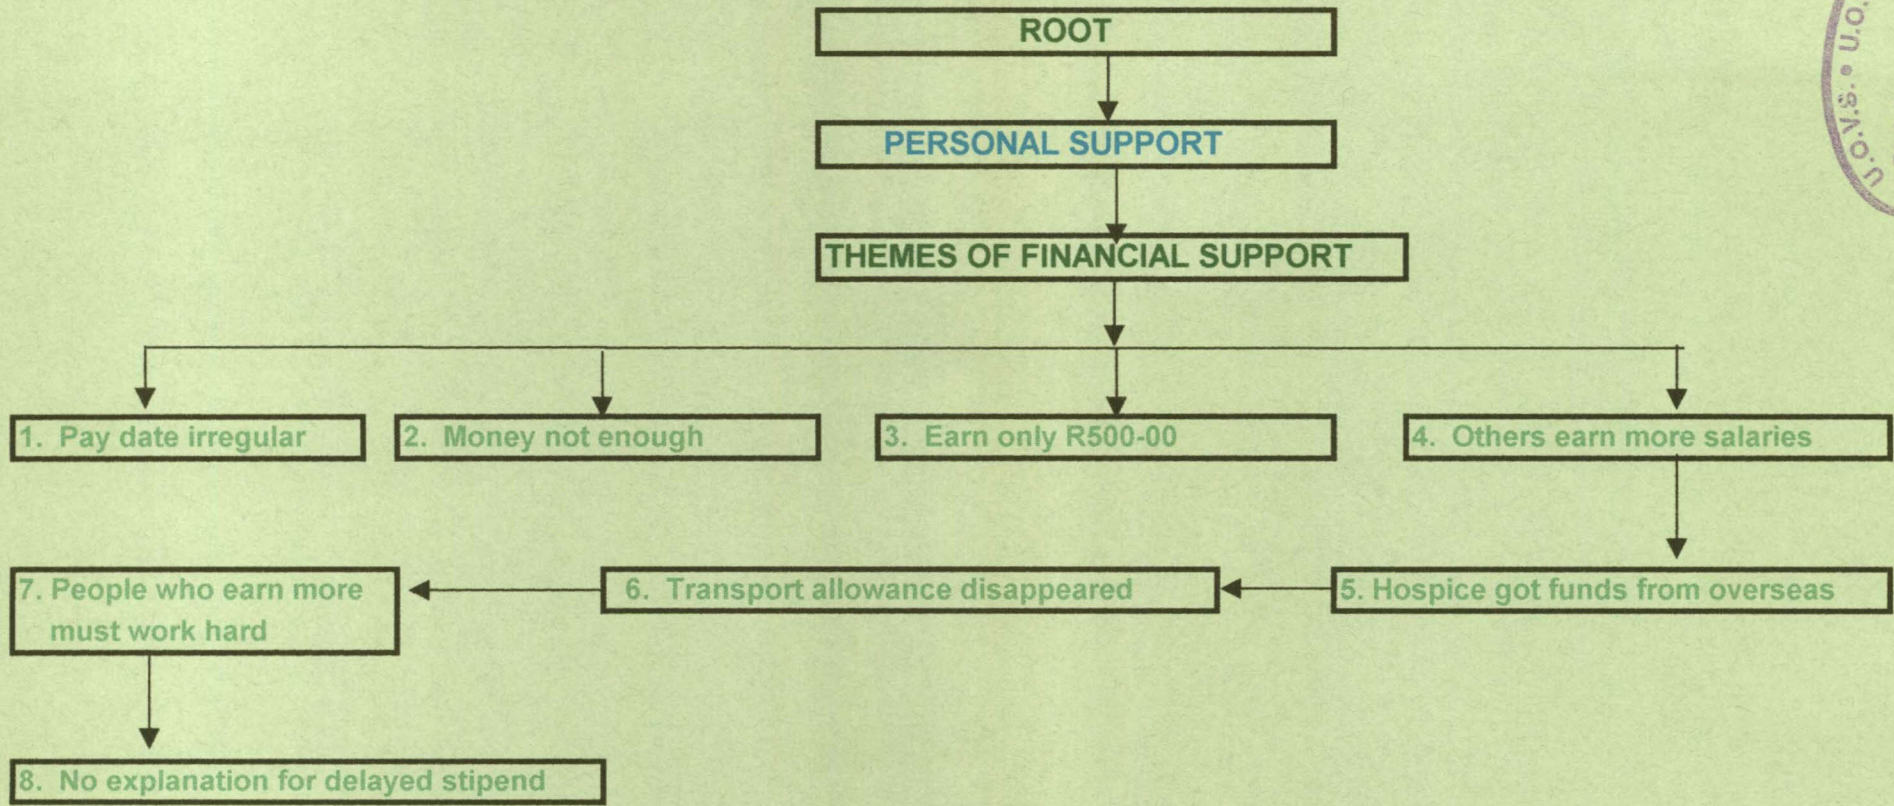 ROOT
PERSONAL SUPPORT
THEMES OF FINANCIAL SUPPORT
1. Pay date irregular
2. Money not enough
3. Earn only R500-00
4. Others earn more salaries
5. Hospice got funds from overseas
6. Transport allowance disappeared
7. People who earn more
must work hard
8. No explanation for delayed stipend
U.O.V.S. • U.O.